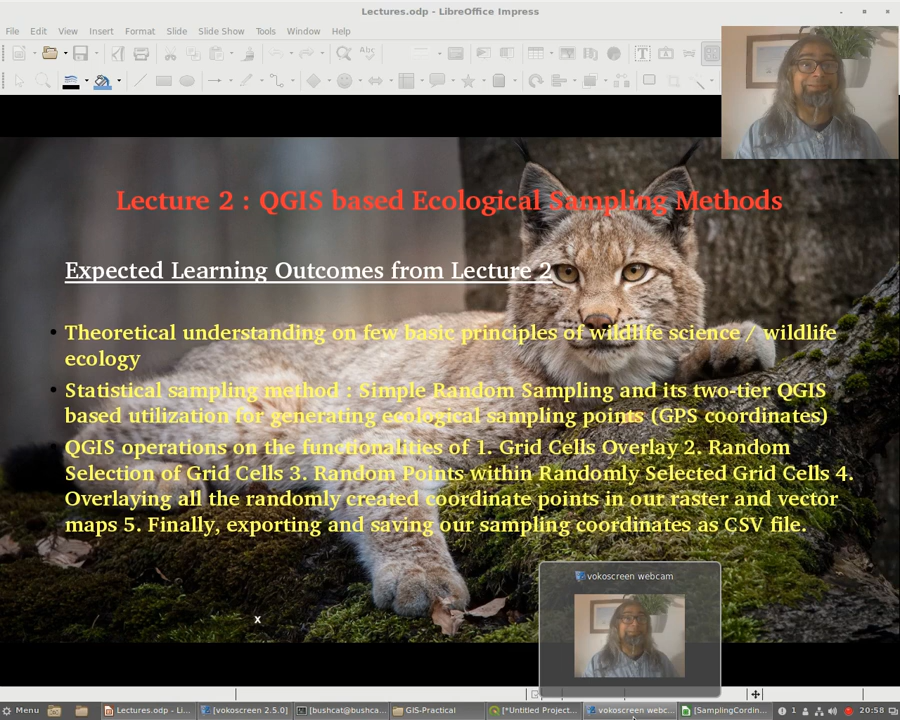 Lectures.odp - LibreOffice Impress
File Edit View Insert Format Slide Slide Show Tools Window Help
Abc
T
Lecture 2 : QGIS based Ecological Sampling Methods
Expected Learning Outcomes from Lecture 2
• Theoretical understanding on few basic principles of wildlife science / wildlife
ecology
• Statistical sampling method : Simple Random Sampling and its two-tier QGIS
based utilization for generating ecological sampling points (GPS coordinates)
QGIS operations on the functionalities of 1. Grid Cells Overlay 2. Random
Selection of Grid Cells 3. Random Points within Randomly Selected Grid Cells 4.
Overlaying all the randomly created coordinate points in our raster and vector
maps 5. Finally, exporting and saving our sampling coordinates as CSV file.
vokoscreen webcam
x
Menu Lectures.odp - Li... [vokoscreen 2.5.0] [bushcat@bushca... GIS-Practical [*Untitled Project... vokoscreen webc... [SamplingCordin... 1 20:58